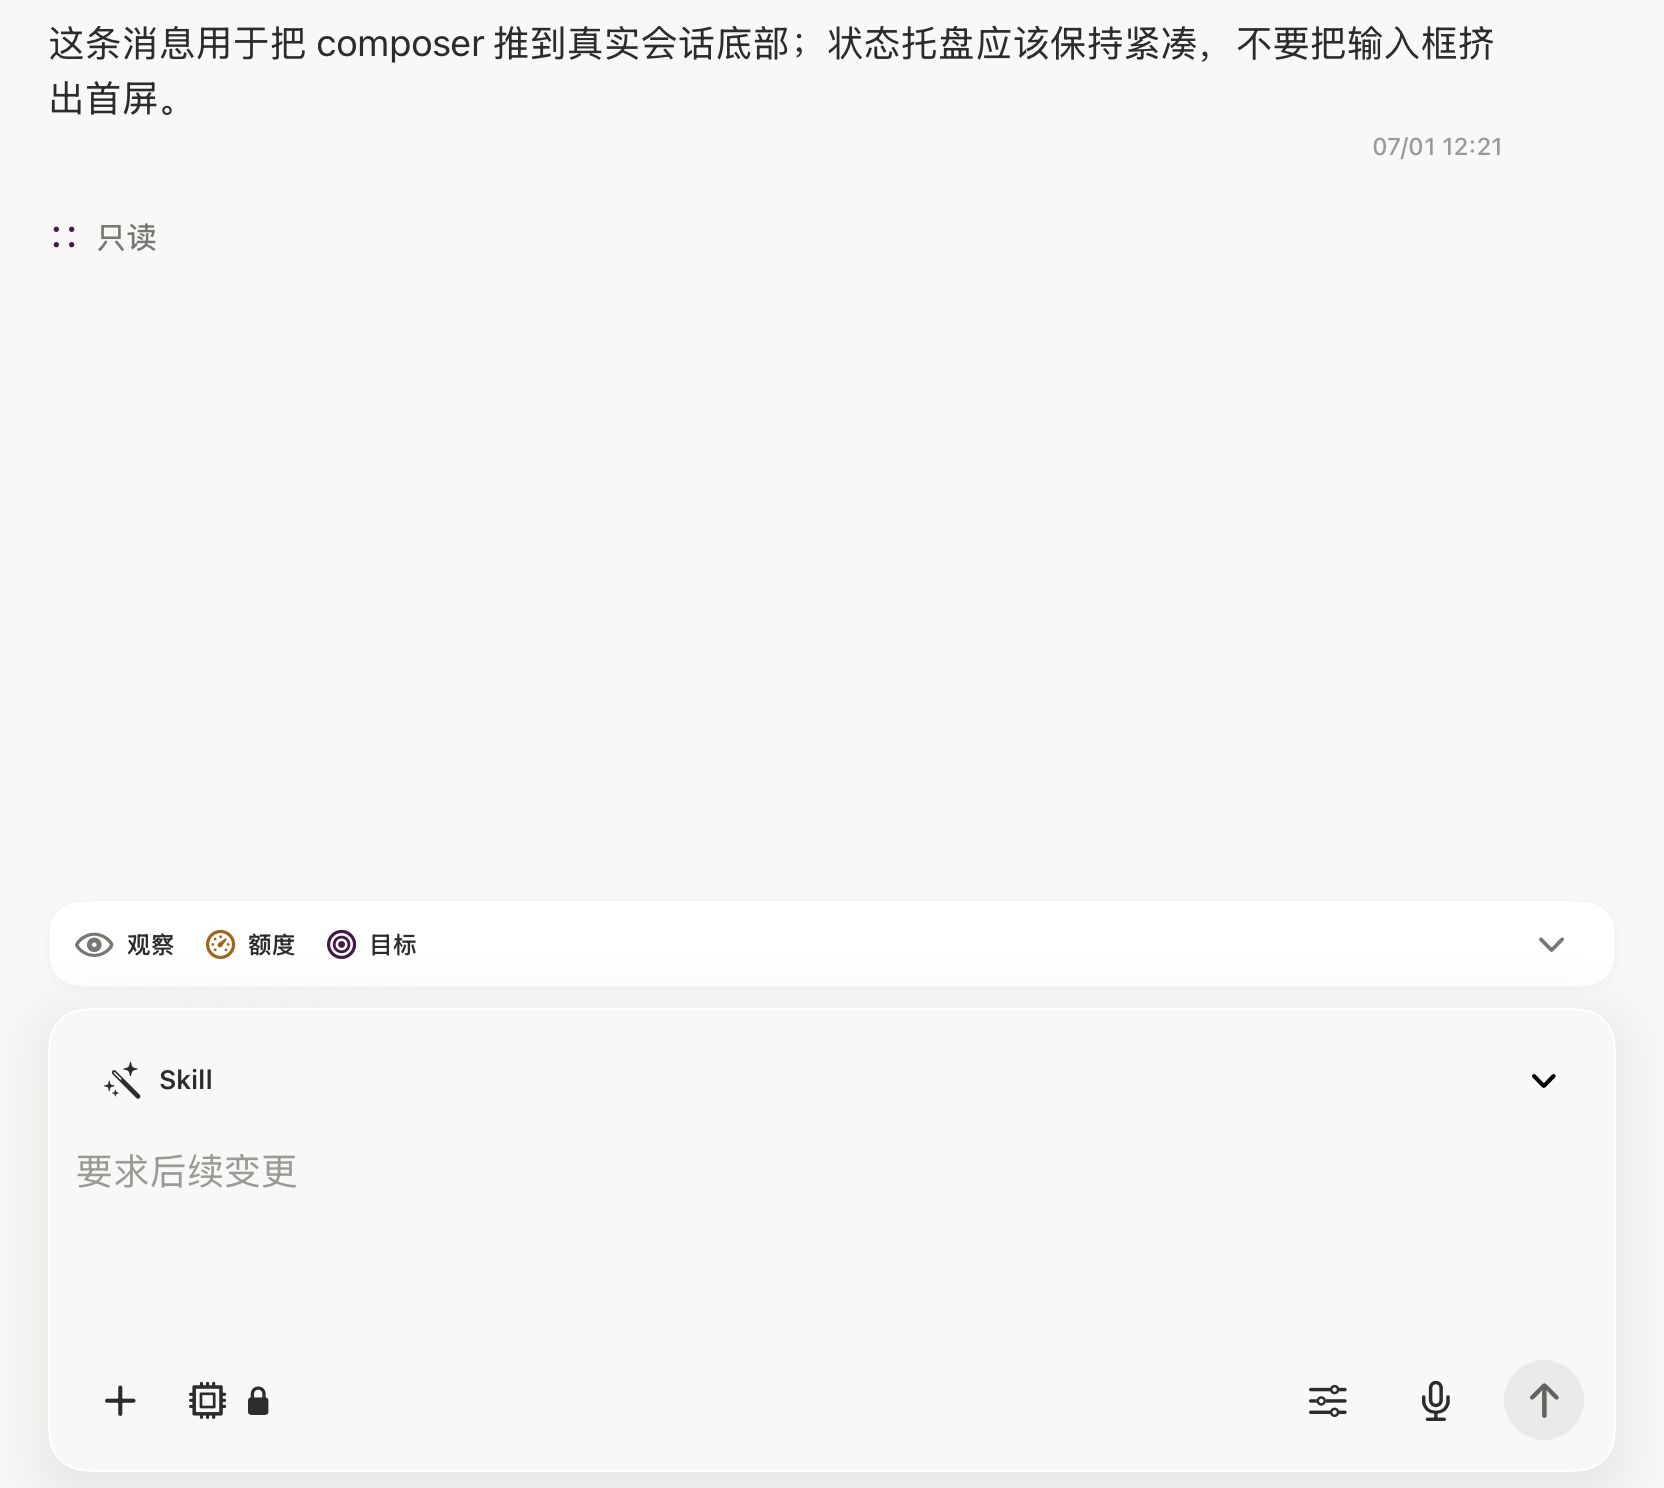 这条消息用于把 composer 推到真实会话底部；状态托盘应该保持紧凑，不要把输入框挤
出首屏。
07/01 12:21
只读
观察 额度 目标
Skill
要求后续变更